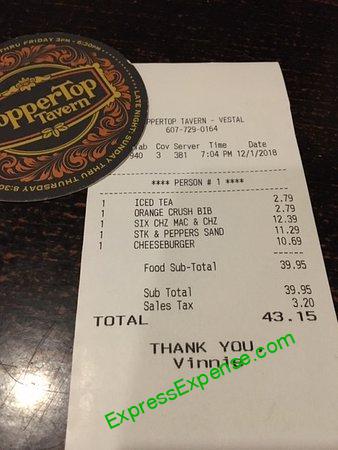 THRU FRIDAY 3PM - 6:30PM
LATE NIGHT: SUNDAY THRU THURSDAY 8:30
opperTop
Tavern
PPERTOP TAVERN - VESTAL
607-729-0164
ab Cov Server Time Date
940 3 381 7:04 PM 12/1/2018
**** PERSON # 1 ****
1 ICED TEA 2.79
1 ORANGE CRUSH BIB 2.79
1 SIX CHZ MAC & CHZ 12.39
1 STK & PEPPERS SAND 11.29
1 CHEESEBURGER 10.69
Food Sub-Total 39.95
Sub Total 39.95
Sales Tax 3.20
TOTAL 43.15
THANK YOU,
Vinnie
ExpressExpense.com